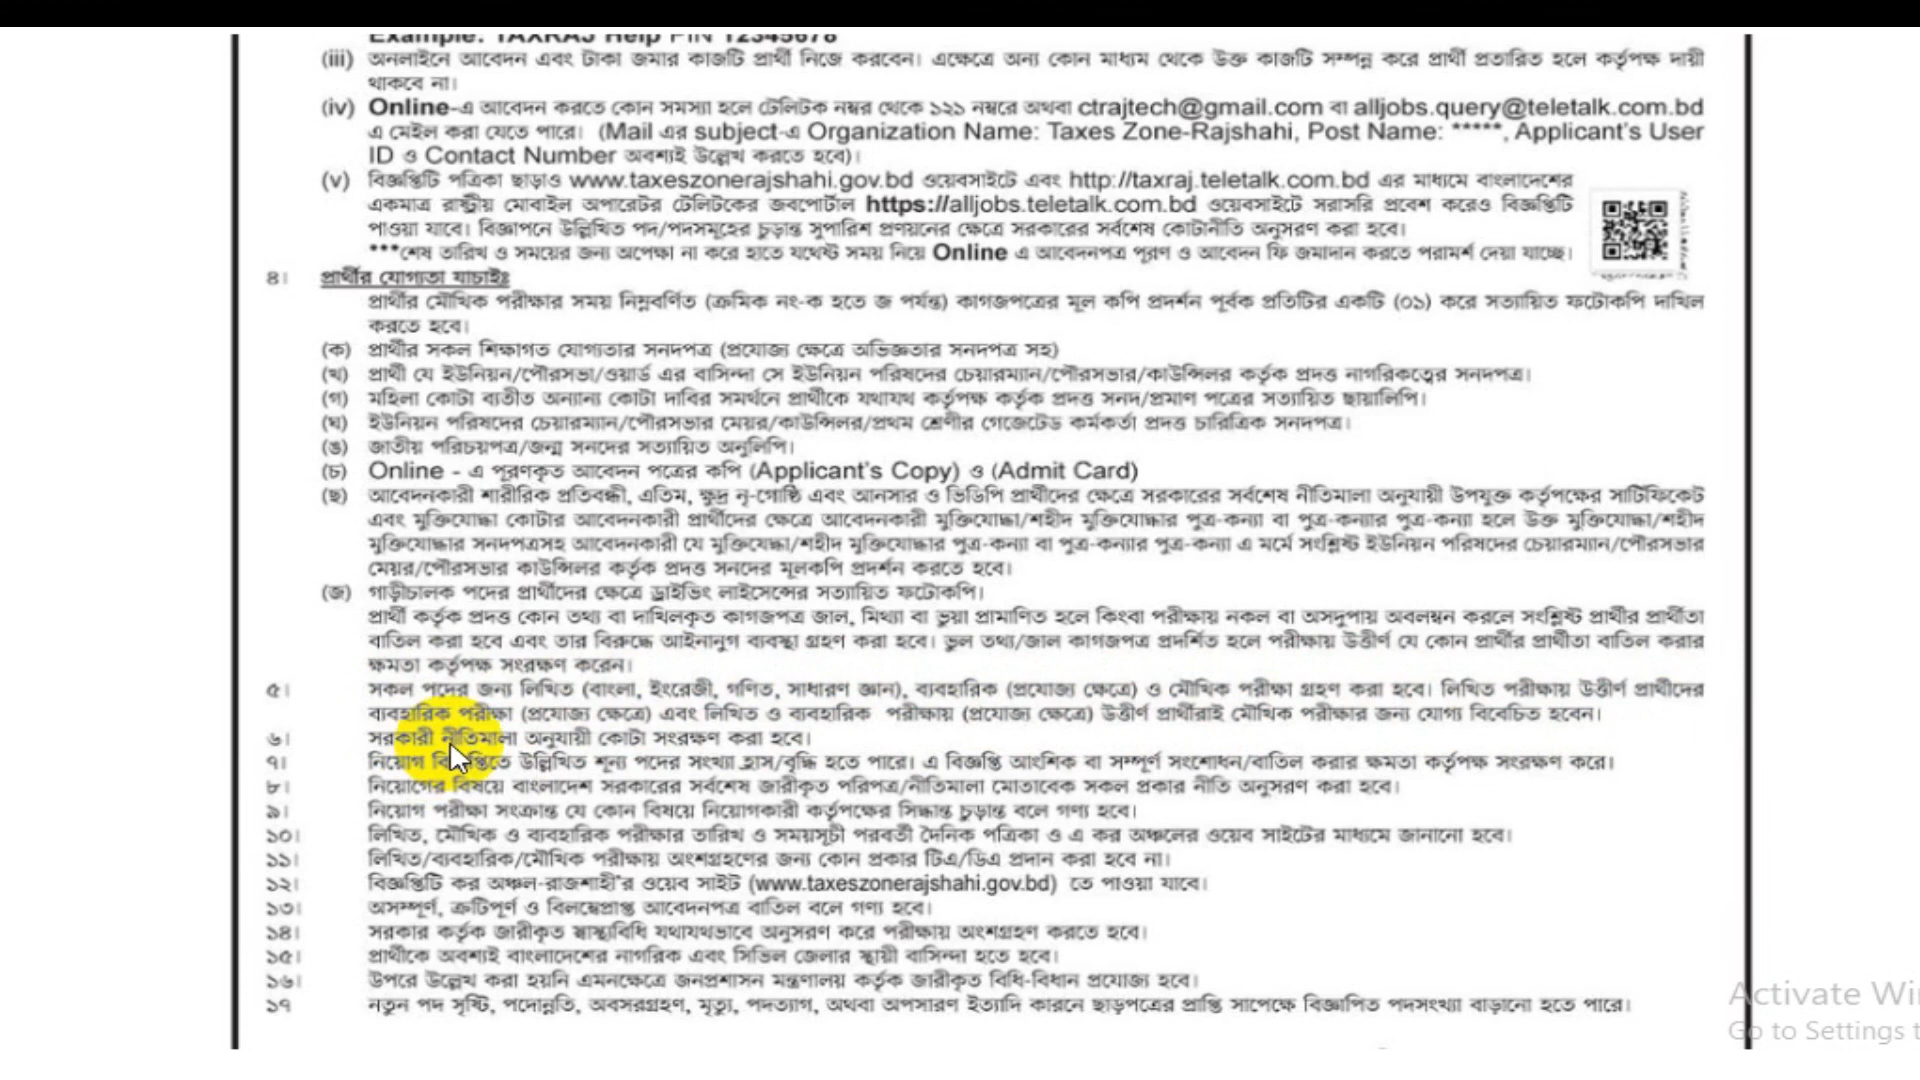 Example: TAXRAJ Help PIN 12345678
(iii) অনলাইনে আবেদন এবং টাকা জমার কাজটি প্রার্থী নিজে করবেন। এক্ষেত্রে অন্য কোন মাধ্যম থেকে উক্ত কাজটি সম্পন্ন করে প্রার্থী প্রতারিত হলে কর্তৃপক্ষ দায়ী
থাকবে না।
(iv) Online-এ আবেদন করতে কোন সমস্যা হলে টেলিটক নম্বর থেকে ১২১ নম্বরে অথবা ctrajtech@gmail.com বা alljobs.query@teletalk.com.bd
এ মেইল করা যেতে পারে। (Mail এর subject-এ Organization Name: Taxes Zone-Rajshahi, Post Name: *****, Applicant's User
ID ও Contact Number অবশ্যই উল্লেখ করতে হবে)।
(v) বিজ্ঞপ্তিটি পত্রিকা ছাড়াও www.taxeszonerajshahi.gov.bd ওয়েবসাইটে এবং http://taxraj.teletalk.com.bd এর মাধ্যমে বাংলাদেশের
একমাত্র রাষ্ট্রীয় মোবাইল অপারেটর টেলিটকের জবপোর্টাল https://alljobs.teletalk.com.bd ওয়েবসাইটে সরাসরি প্রবেশ করেও বিজ্ঞপ্তিটি
পাওয়া যাবে। বিজ্ঞাপনে উল্লিখিত পদ/পদসমূহের চূড়ান্ত সুপারিশ প্রণয়নের ক্ষেত্রে সরকারের সর্বশেষ কোটানীতি অনুসরণ করা হবে।
***শেষ তারিখ ও সময়ের জন্য অপেক্ষা না করে হাতে যথেষ্ট সময় নিয়ে Online এ আবেদনপত্র পূরণ ও আবেদন ফি জমাদান করতে পরামর্শ দেয়া যাচ্ছে।
৪। প্রার্থীর যোগ্যতা যাচাইঃ
প্রার্থীর মৌখিক পরীক্ষার সময় নিম্নবর্ণিত (ক্রমিক নং-ক হতে জ পর্যন্ত) কাগজপত্রের মূল কপি প্রদর্শন পূর্বক প্রতিটির একটি (০১) করে সত্যায়িত ফটোকপি দাখিল
করতে হবে।
(ক) প্রার্থীর সকল শিক্ষাগত যোগ্যতার সনদপত্র (প্রযোজ্য ক্ষেত্রে অভিজ্ঞতার সনদপত্র সহ)
(খ) প্রার্থী যে ইউনিয়ন/পৌরসভা/ওয়ার্ড এর বাসিন্দা সে ইউনিয়ন পরিষদের চেয়ারম্যান/পৌরসভার/কাউন্সিলর কর্তৃক প্রদত্ত নাগরিকত্বের সনদপত্র।
(গ) মহিলা কোটা ব্যতীত অন্যান্য কোটা দাবির সমর্থনে প্রার্থীকে যথাযথ কর্তৃপক্ষ কর্তৃক প্রদত্ত সনদ/প্রমাণ পত্রের সত্যায়িত ছায়ালিপি।
(ঘ) ইউনিয়ন পরিষদের চেয়ারম্যান/পৌরসভার মেয়র/কাউন্সিলর/প্রথম শ্রেণীর গেজেটেড কর্মকর্তা প্রদত্ত চারিত্রিক সনদপত্র।
(ঙ) জাতীয় পরিচয়পত্র/জন্ম সনদের সত্যায়িত অনুলিপি।
(চ) Online - এ পূরণকৃত আবেদন পত্রের কপি (Applicant's Copy) ও (Admit Card)
(ছ) আবেদনকারী শারীরিক প্রতিবন্ধী, এতিম, ক্ষুদ্র নৃ-গোষ্ঠি এবং আনসার ও ভিডিপি প্রার্থীদের ক্ষেত্রে সরকারের সর্বশেষ নীতিমালা অনুযায়ী উপযুক্ত কর্তৃপক্ষের সার্টিফিকেট
এবং মুক্তিযোদ্ধা কোটার আবেদনকারী প্রার্থীদের ক্ষেত্রে আবেদনকারী মুক্তিযোদ্ধা/শহীদ মুক্তিযোদ্ধার পুত্র-কন্যা বা পুত্র-কন্যার পুত্র-কন্যা হলে উক্ত মুক্তিযোদ্ধা/শহীদ
মুক্তিযোদ্ধার সনদপত্রসহ আবেদনকারী যে মুক্তিযেদ্ধা/শহীদ মুক্তিযোদ্ধার পুত্র-কন্যা বা পুত্র-কন্যার পুত্র-কন্যা এ মর্মে সংশ্লিষ্ট ইউনিয়ন পরিষদের চেয়ারম্যান/পৌরসভার
মেয়র/পৌরসভার কাউন্সিলর কর্তৃক প্রদত্ত সনদের মূলকপি প্রদর্শন করতে হবে।
(জ) গাড়ীচালক পদের প্রার্থীদের ক্ষেত্রে ড্রাইভিং লাইসেন্সের সত্যায়িত ফটোকপি।
প্রার্থী কর্তৃক প্রদত্ত কোন তথ্য বা দাখিলকৃত কাগজপত্র জাল, মিথ্যা বা ভুয়া প্রামাণিত হলে কিংবা পরীক্ষায় নকল বা অসদুপায় অবলম্বন করলে সংশ্লিষ্ট প্রার্থীর প্রার্থীতা
বাতিল করা হবে এবং তার বিরুদ্ধে আইনানুগ ব্যবস্থা গ্রহণ করা হবে। ভুল তথ্য/জাল কাগজপত্র প্রদর্শিত হলে পরীক্ষায় উত্তীর্ণ যে কোন প্রার্থীর প্রার্থীতা বাতিল করার
ক্ষমতা কর্তৃপক্ষ সংরক্ষণ করেন।
৫। সকল পদের জন্য লিখিত (বাংলা, ইংরেজী, গণিত, সাধারণ জ্ঞান), ব্যবহারিক (প্রযোজ্য ক্ষেত্রে) ও মৌখিক পরীক্ষা গ্রহণ করা হবে। লিখিত পরীক্ষায় উত্তীর্ণ প্রার্থীদের
ব্যবহারিক পরীক্ষা (প্রযোজ্য ক্ষেত্রে) এবং লিখিত ও ব্যবহারিক পরীক্ষায় (প্রযোজ্য ক্ষেত্রে) উত্তীর্ণ প্রার্থীরাই মৌখিক পরীক্ষার জন্য যোগ্য বিবেচিত হবেন।
৬। সরকারী নীতিমালা অনুযায়ী কোটা সংরক্ষণ করা হবে।
৭। নিয়োগ বিজ্ঞপ্তিতে উল্লিখিত শূন্য পদের সংখ্যা হ্রাস/বৃদ্ধি হতে পারে। এ বিজ্ঞপ্তি আংশিক বা সম্পূর্ণ সংশোধন/বাতিল করার ক্ষমতা কর্তৃপক্ষ সংরক্ষণ করে।
৮। নিয়োগের বিষয়ে বাংলাদেশ সরকারের সর্বশেষ জারীকৃত পরিপত্র/নীতিমালা মোতাবেক সকল প্রকার নীতি অনুসরণ করা হবে।
৯। নিয়োগ পরীক্ষা সংক্রান্ত যে কোন বিষয়ে নিয়োগকারী কর্তৃপক্ষের সিদ্ধান্ত চূড়ান্ত বলে গণ্য হবে।
১০। লিখিত, মৌখিক ও ব্যবহারিক পরীক্ষার তারিখ ও সময়সূচী পরবর্তী দৈনিক পত্রিকা ও এ কর অঞ্চলের ওয়েব সাইটের মাধ্যমে জানানো হবে।
১১। লিখিত/ব্যবহারিক/মৌখিক পরীক্ষায় অংশগ্রহণের জন্য কোন প্রকার টিএ/ডিএ প্রদান করা হবে না।
১২। বিজ্ঞপ্তিটি কর অঞ্চল-রাজশাহী'র ওয়েব সাইট (www.taxeszonerajshahi.gov.bd) তে পাওয়া যাবে।
১৩। অসম্পূর্ণ, ত্রুটিপূর্ণ ও বিলম্বেপ্রাপ্ত আবেদনপত্র বাতিল বলে গণ্য হবে।
১৪। সরকার কর্তৃক জারীকৃত স্বাস্থ্যবিধি যথাযথভাবে অনুসরণ করে পরীক্ষায় অংশগ্রহণ করতে হবে।
১৫। প্রার্থীকে অবশ্যই বাংলাদেশের নাগরিক এবং সিভিল জেলার স্থায়ী বাসিন্দা হতে হবে।
১৬। উপরে উল্লেখ করা হয়নি এমনক্ষেত্রে জনপ্রশাসন মন্ত্রণালয় কর্তৃক জারীকৃত বিধি-বিধান প্রযোজ্য হবে।
১৭ নতুন পদ সৃষ্টি, পদোন্নতি, অবসরগ্রহণ, মৃত্যু, পদত্যাগ, অথবা অপসারণ ইত্যাদি কারনে ছাড়পত্রের প্রাপ্তি সাপেক্ষে বিজ্ঞাপিত পদসংখ্যা বাড়ানো হতে পারে।
Activate Wi
Go to Settings t